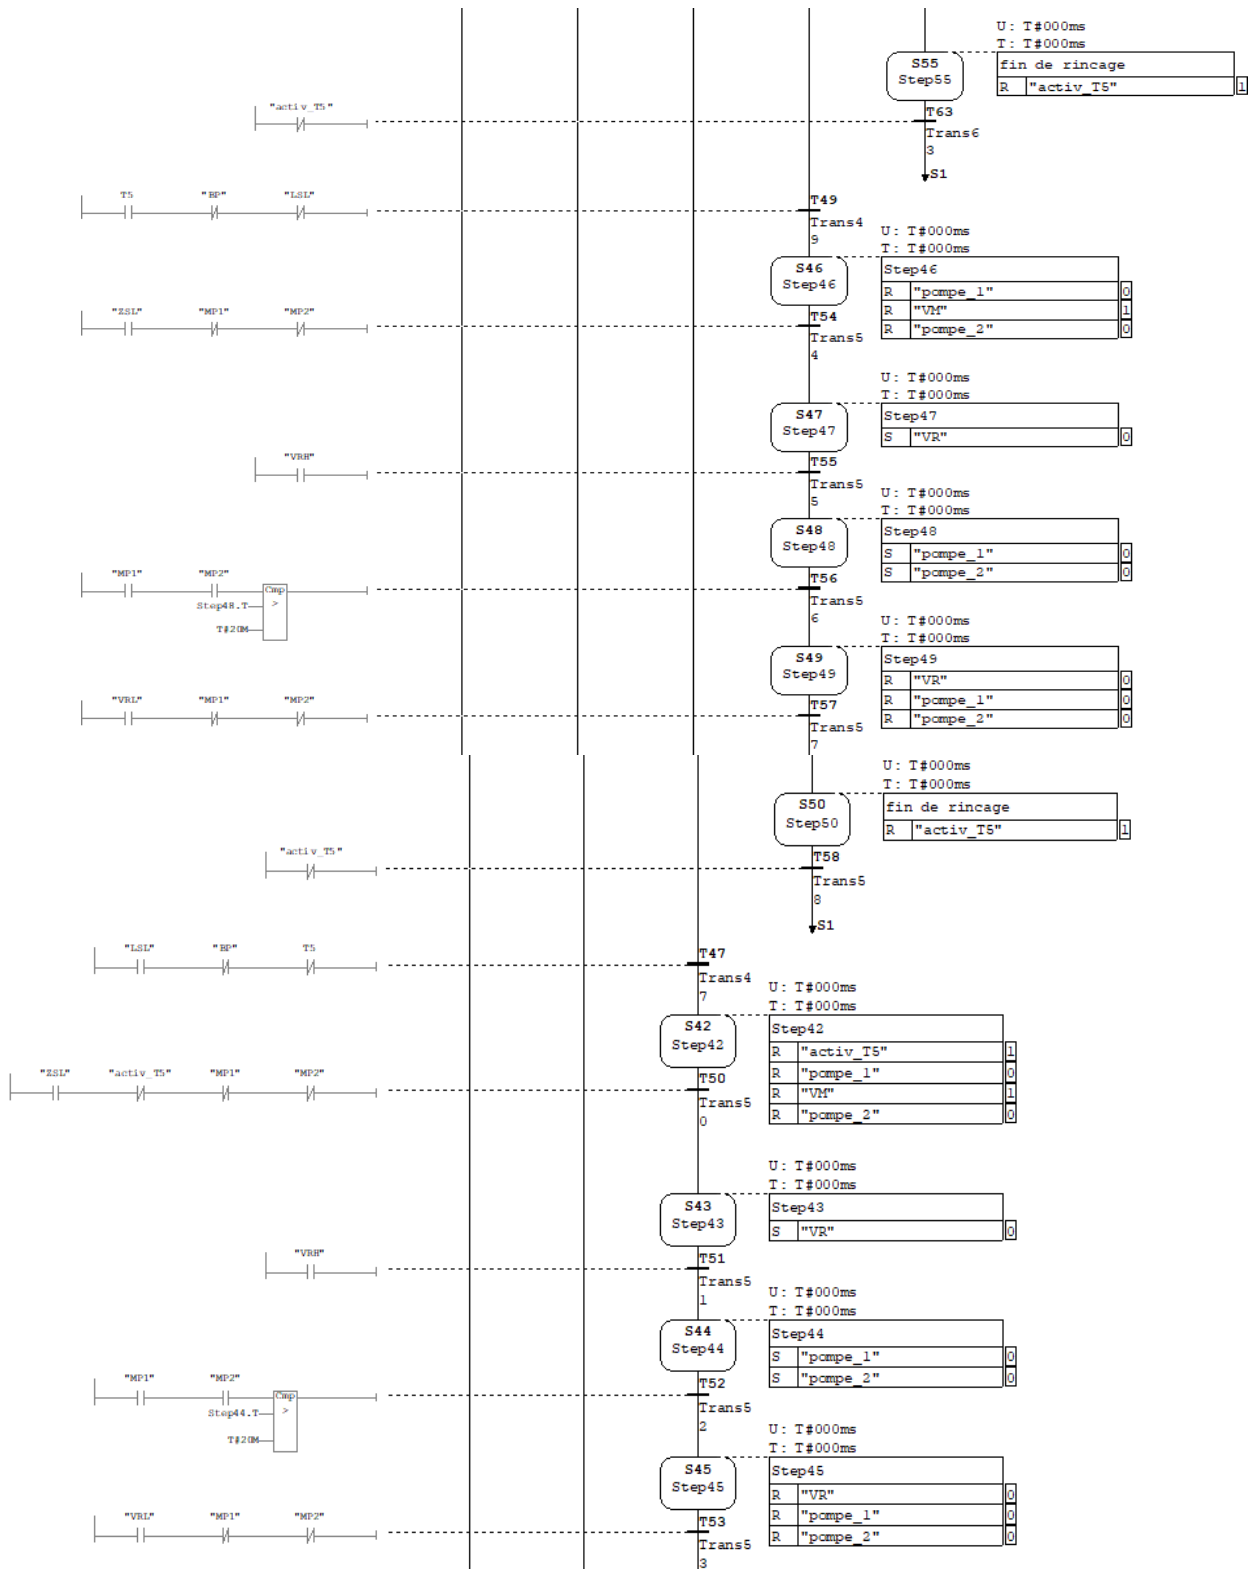 U: T#000ms
T: T#000ms
S55
Step55
fin de rincage
R "activ_T5" 1
"activ_T5"
T63
Trans6
3
S1
T5 "BP" "LSL"
T49
Trans4
9
U: T#000ms
T: T#000ms
S46
Step46
Step46
R "pompe_1" 0
R "VM" 1
R "pompe_2" 0
"ZSL" "MP1" "MP2"
T54
Trans5
4
U: T#000ms
T: T#000ms
S47
Step47
Step47
S "VR" 0
"VRH"
T55
Trans5
5
U: T#000ms
T: T#000ms
S48
Step48
Step48
S "pompe_1" 0
S "pompe_2" 0
"MP1" "MP2"
Cmp
>
Step48.T
T#20M
T56
Trans5
6
U: T#000ms
T: T#000ms
S49
Step49
Step49
R "VR" 0
R "pompe_1" 0
R "pompe_2" 0
"VRL" "MP1" "MP2"
T57
Trans5
7
U: T#000ms
T: T#000ms
S50
Step50
fin de rincage
R "activ_T5" 1
"activ_T5"
T58
Trans5
8
S1
"LSL" "BP" T5
T47
Trans4
7
U: T#000ms
T: T#000ms
S42
Step42
Step42
R "activ_T5" 1
R "pompe_1" 0
R "VM" 1
R "pompe_2" 0
"ZSL" "activ_T5" "MP1" "MP2"
T50
Trans5
0
U: T#000ms
T: T#000ms
S43
Step43
Step43
S "VR" 0
"VRH"
T51
Trans5
1
U: T#000ms
T: T#000ms
S44
Step44
Step44
S "pompe_1" 0
S "pompe_2" 0
"MP1" "MP2"
Cmp
>
Step44.T
T#20M
T52
Trans5
2
U: T#000ms
T: T#000ms
S45
Step45
Step45
R "VR" 0
R "pompe_1" 0
R "pompe_2" 0
"VRL" "MP1" "MP2"
T53
Trans5
3